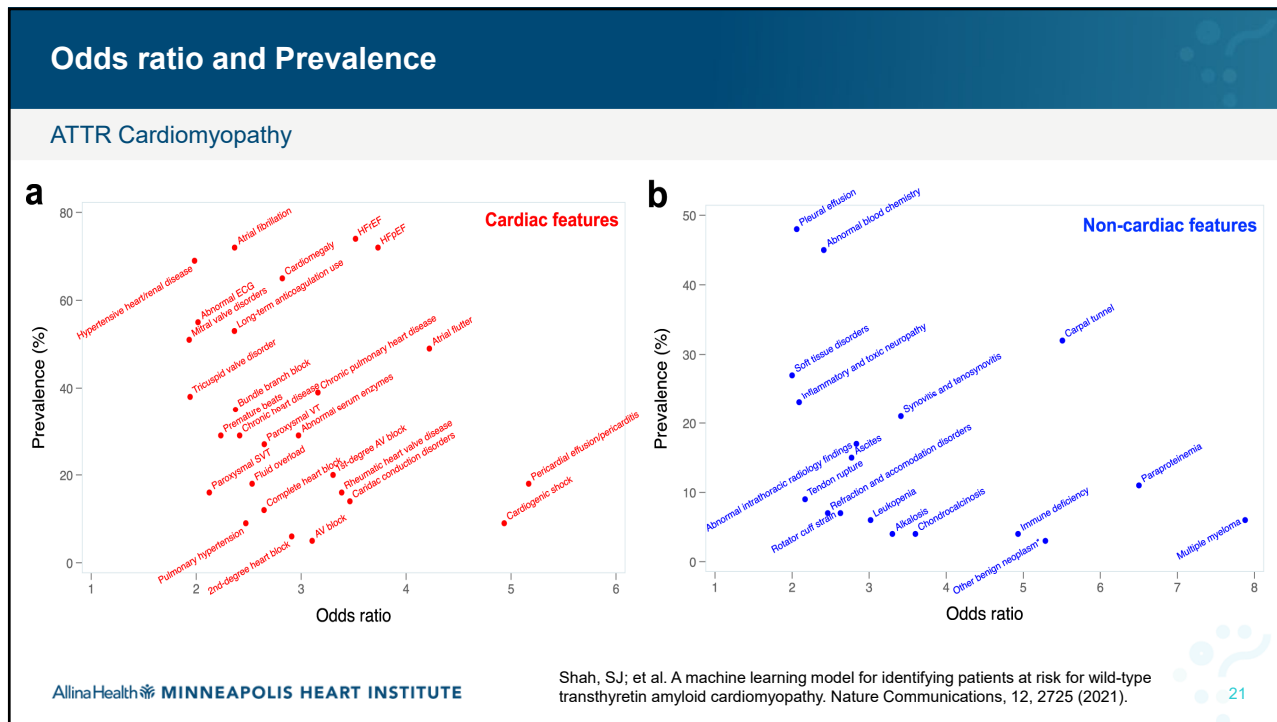 Odds ratio and Prevalence
ATTR Cardiomyopathy
a
Cardiac features
Prevalence (%)
80
60
40
20
0
Hypertensive heart/renal disease
Atrial fibrillation
Cardiomegaly
HFrEF
HFpEF
Abnormal ECG
Mitral valve disorders
Long-term anticoagulation use
Tricuspid valve disorder
Bundle branch block
Premature beats
Chronic heart disease
Chronic pulmonary heart disease
Atrial flutter
Paroxysmal VT
Abnormal serum enzymes
Paroxysmal SVT
Fluid overload
Complete heart block
1st-degree AV block
Rheumatic heart valve disease
Caridac conduction disorders
Pericardial effusion/pericarditis
Cardiogenic shock
Pulmonary hypertension
2nd-degree heart block
AV block
1 2 3 4 5 6
Odds ratio
b
Non-cardiac features
Prevalence (%)
50
40
30
20
10
0
Pleural effusion
Abnormal blood chemistry
Soft tissue disorders
Inflammatory and toxic neuropathy
Carpal tunnel
Synovitis and tenosynovitis
Abnormal intrathoracic radiology findings
Ascites
Tendon rupture
Refraction and accomodation disorders
Rotator cuff strain
Leukopenia
Alkalosis
Chondrocalcinosis
Immune deficiency
Other benign neoplasm*
Paraproteinemia
Multiple myeloma
1 2 3 4 5 6 7 8
Odds ratio
Allina Health MINNEAPOLIS HEART INSTITUTE
Shah, SJ; et al. A machine learning model for identifying patients at risk for wild-type
transthyretin amyloid cardiomyopathy. Nature Communications, 12, 2725 (2021).
21